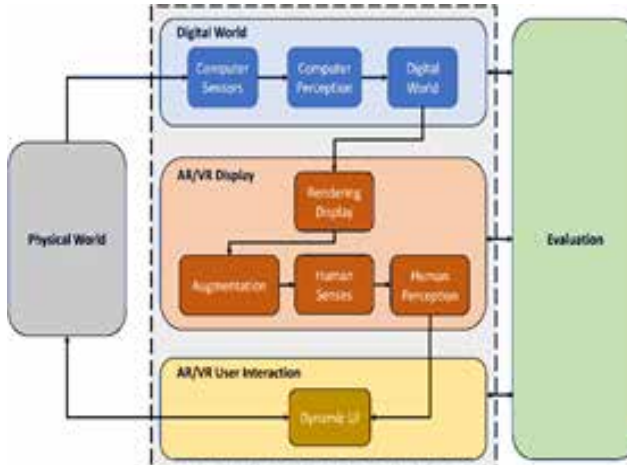 Digital World
Computer
Sensors
Computer
Perception
Digital
World
AR/VR Display
Rendering
Display
Physical World
Evaluation
Augmentation
Human
Senses
Human
Perception
AR/VR User Interaction
Dynamic UI